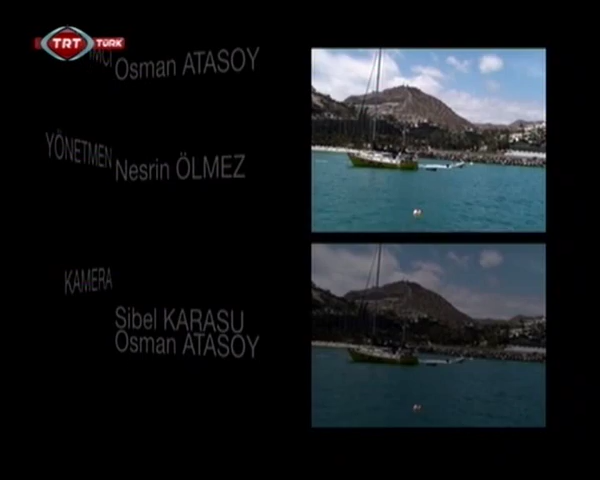 TRT TÜRK
Osman ATASOY
YÖNETMEN
Nesrin ÖLMEZ
KAMERA
Sibel KARASU
Osman ATASOY